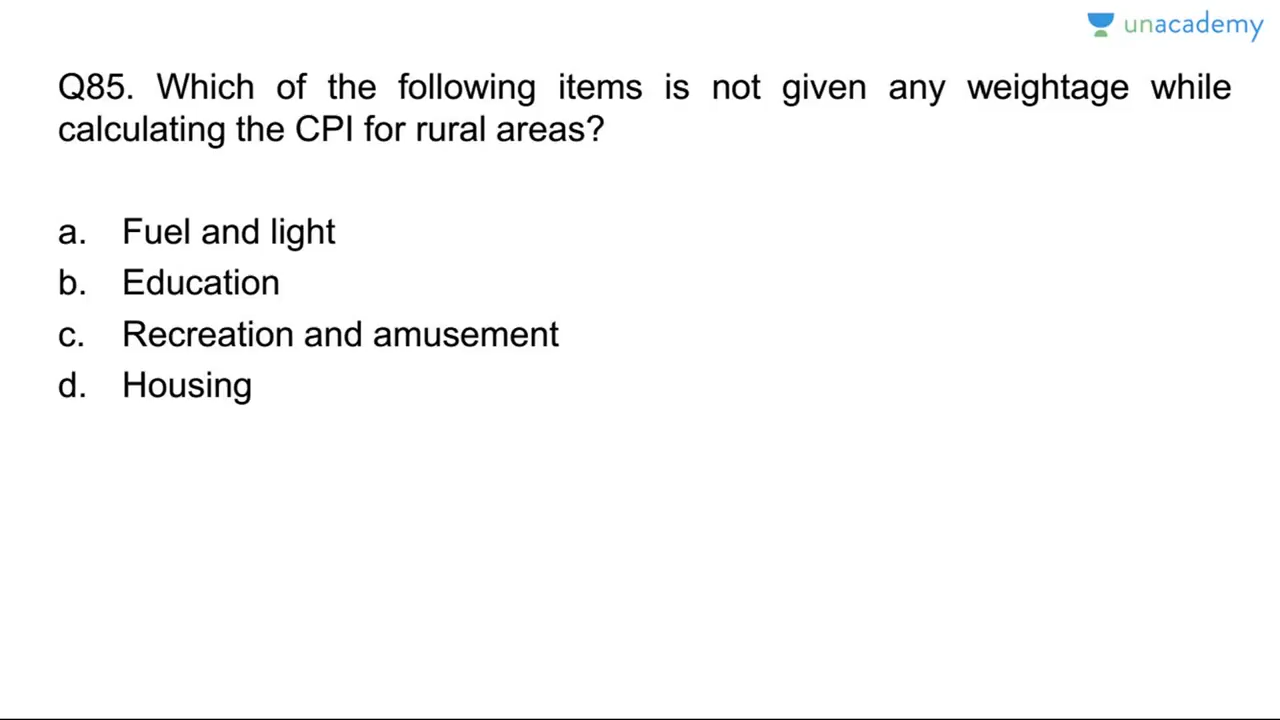 unacademy
Q85. Which of the following items is not given any weightage while
calculating the CPI for rural areas?
a. Fuel and light
b. Education
c. Recreation and amusement
d. Housing